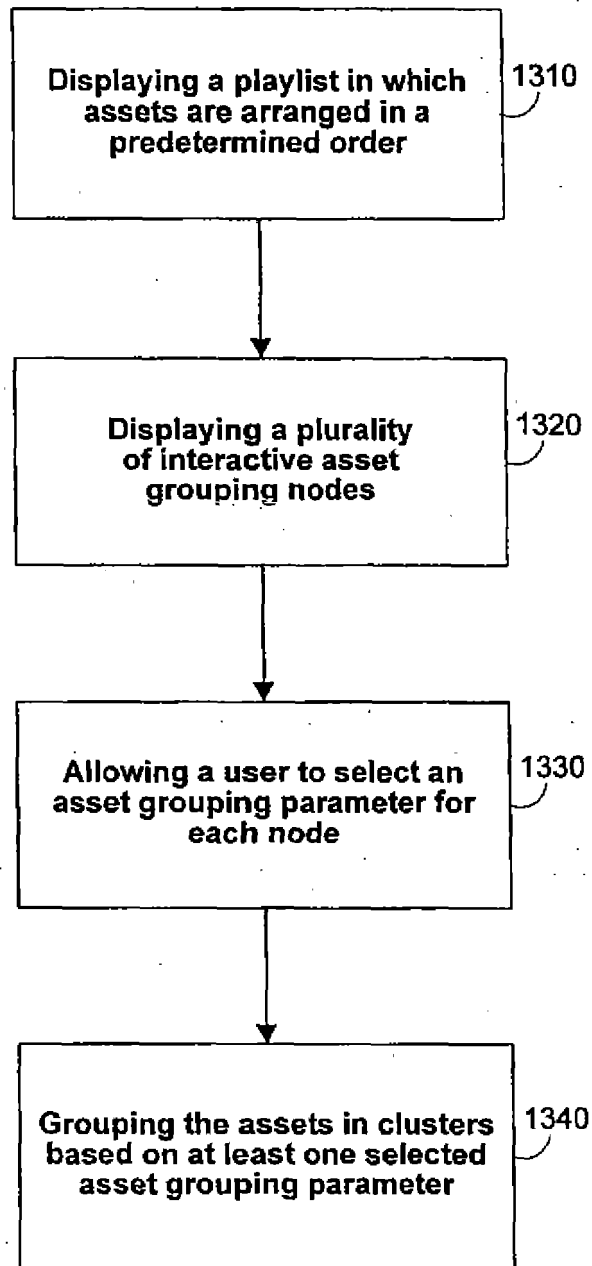 Displaying a playlist in which
assets are arranged in a
predetermined order
1310
Displaying a plurality
of interactive asset
grouping nodes
1320
Allowing a user to select an
asset grouping parameter for
each node
1330
Grouping the assets in clusters
based on at least one selected
asset grouping parameter
1340